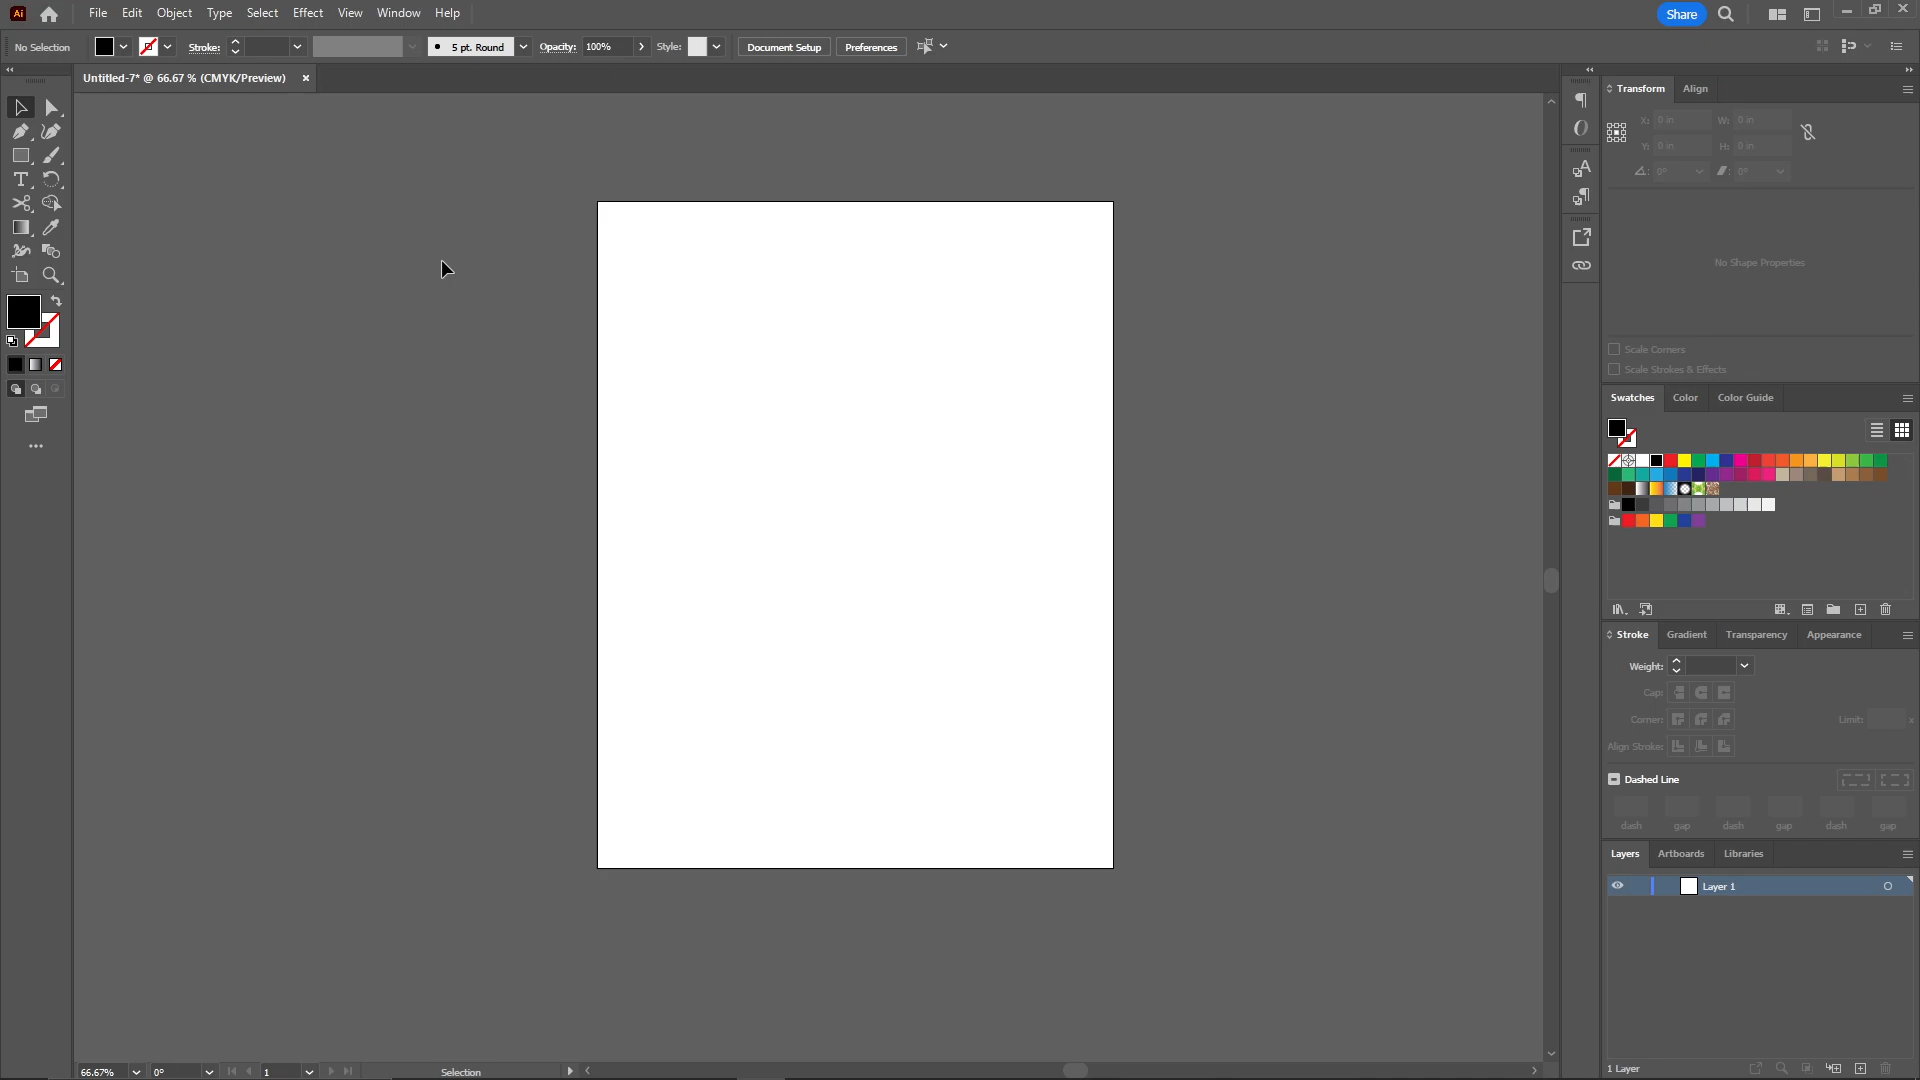 Ai File Edit Object Type Select Effect View Window Help Share
No Selection Stroke: 5 pt. Round Opacity: 100% Style: Document Setup Preferences
Untitled-7* @ 66.67 % (CMYK/Preview) ×
Transform Align
X: 0 in W: 0 in
Y: 0 in H: 0 in
0° 0°
No Shape Properties
Scale Corners
Scale Strokes & Effects
Swatches Color Color Guide
Stroke Gradient Transparency Appearance
Weight:
Cap:
Corner: Limit: x
Align Stroke:
Dashed Line
dash gap dash gap dash gap
Layers Artboards Libraries
Layer 1
1 Layer
66.67% 0° 1 Selection